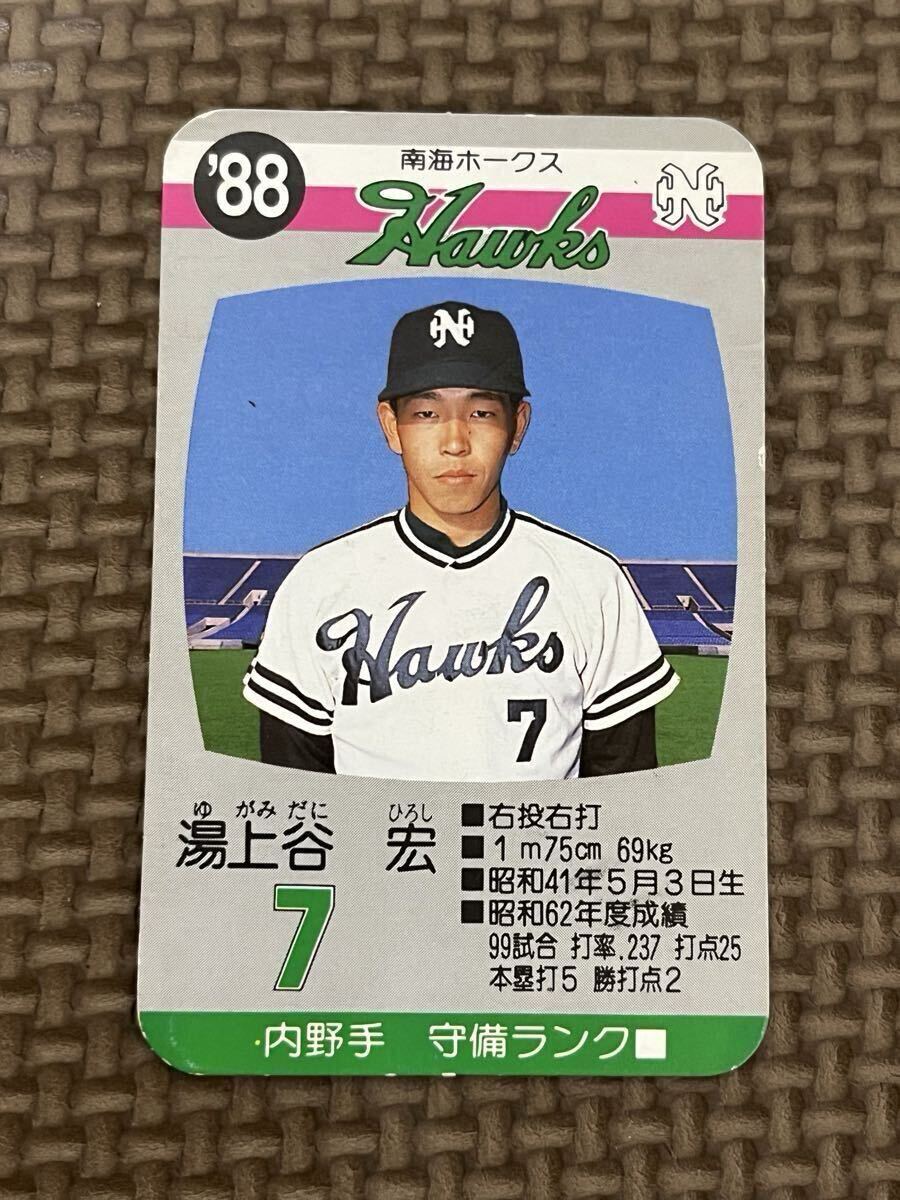 '88
南海ホークス
Hawks
NH
NH
Hawks
7
ゆがみだに ひろし
湯上谷 宏
7
■右投右打
■1m75cm 69kg
■昭和41年5月3日生
■昭和62年度成績
99試合 打率.237 打点25
本塁打5 勝打点2
内野手 守備ランク■